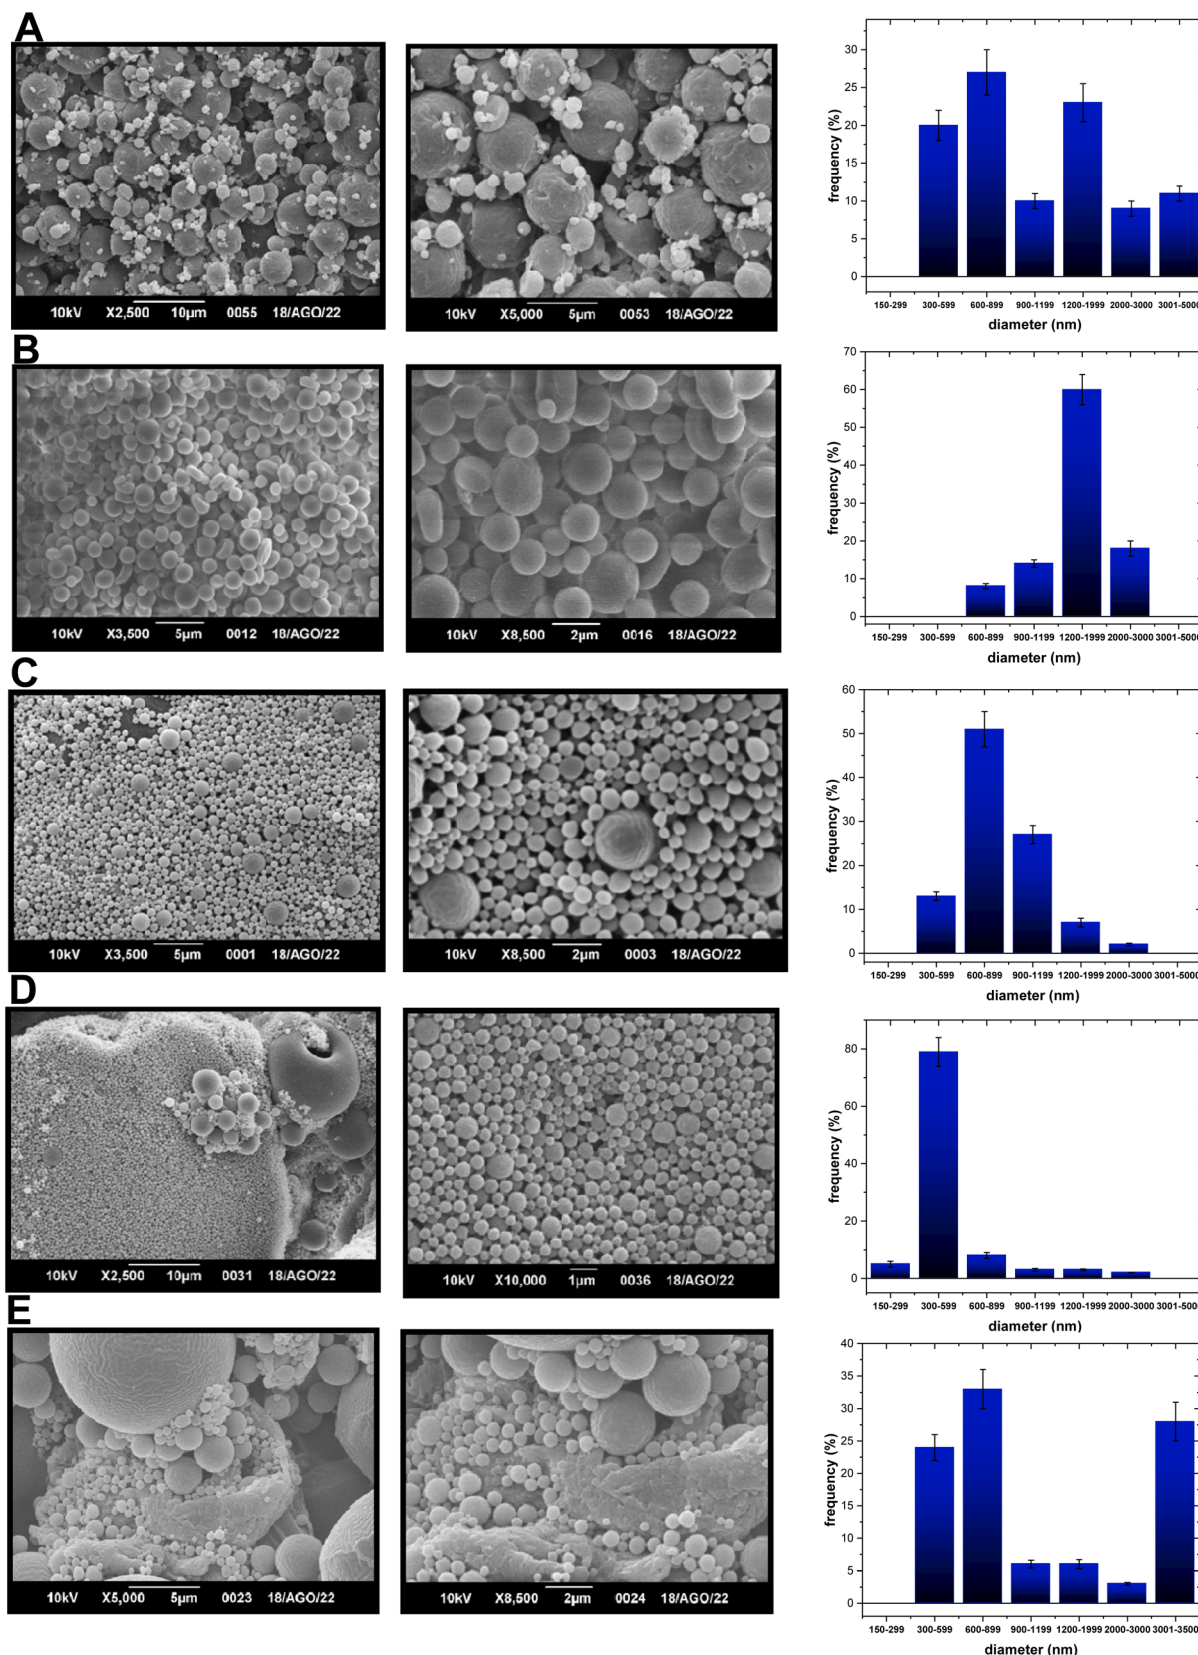 A
10kV X2,500 10µm 0055 18/AGO/22
10kV X5,000 5µm 0053 18/AGO/22
frequency (%)
30
25
20
15
10
5
0
150-299 300-599 600-899 900-1199 1200-1999 2000-3000 3001-5000
diameter (nm)
B
10kV X3,500 5µm 0012 18/AGO/22
10kV X8,500 2µm 0016 18/AGO/22
frequency (%)
70
60
50
40
30
20
10
0
150-299 300-599 600-899 900-1199 1200-1999 2000-3000 3001-5000
diameter (nm)
C
10kV X3,500 5µm 0001 18/AGO/22
10kV X8,500 2µm 0003 18/AGO/22
frequency (%)
60
50
40
30
20
10
0
150-299 300-599 600-899 900-1199 1200-1999 2000-3000 3001-5000
diameter (nm)
D
10kV X2,500 10µm 0031 18/AGO/22
10kV X10,000 1µm 0036 18/AGO/22
frequency (%)
80
60
40
20
0
150-299 300-599 600-899 900-1199 1200-1999 2000-3000 3001-5000
diameter (nm)
E
10kV X5,000 5µm 0023 18/AGO/22
10kV X8,500 2µm 0024 18/AGO/22
frequency (%)
40
35
30
25
20
15
10
5
0
150-299 300-599 600-899 900-1199 1200-1999 2000-3000 3001-3500
diameter (nm)